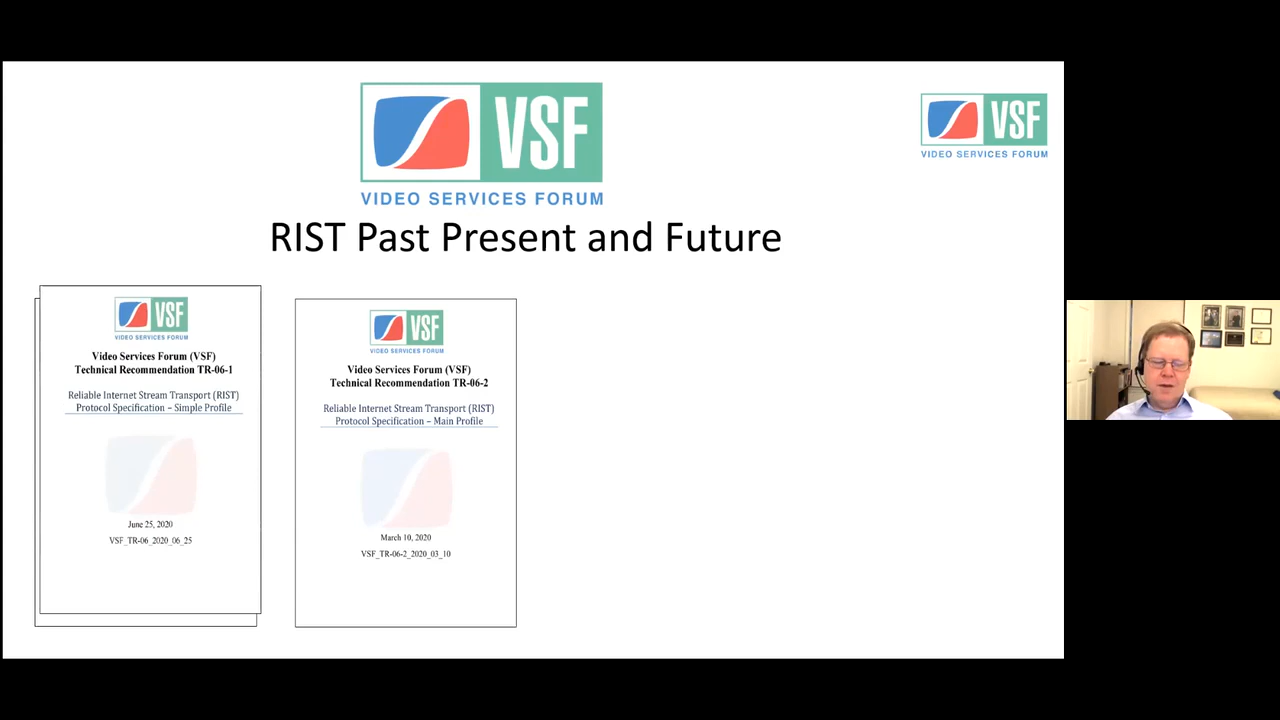 VSF
VIDEO SERVICES FORUM
VSF
VIDEO SERVICES FORUM
RIST Past Present and Future
VSF
VIDEO SERVICES FORUM
Video Services Forum (VSF)
Technical Recommendation TR-06-1
Reliable Internet Stream Transport (RIST)
Protocol Specification – Simple Profile
June 25, 2020
VSF_TR-06_2020_06_25
VSF
VIDEO SERVICES FORUM
Video Services Forum (VSF)
Technical Recommendation TR-06-2
Reliable Internet Stream Transport (RIST)
Protocol Specification – Main Profile
March 10, 2020
VSF_TR-06-2_2020_03_10